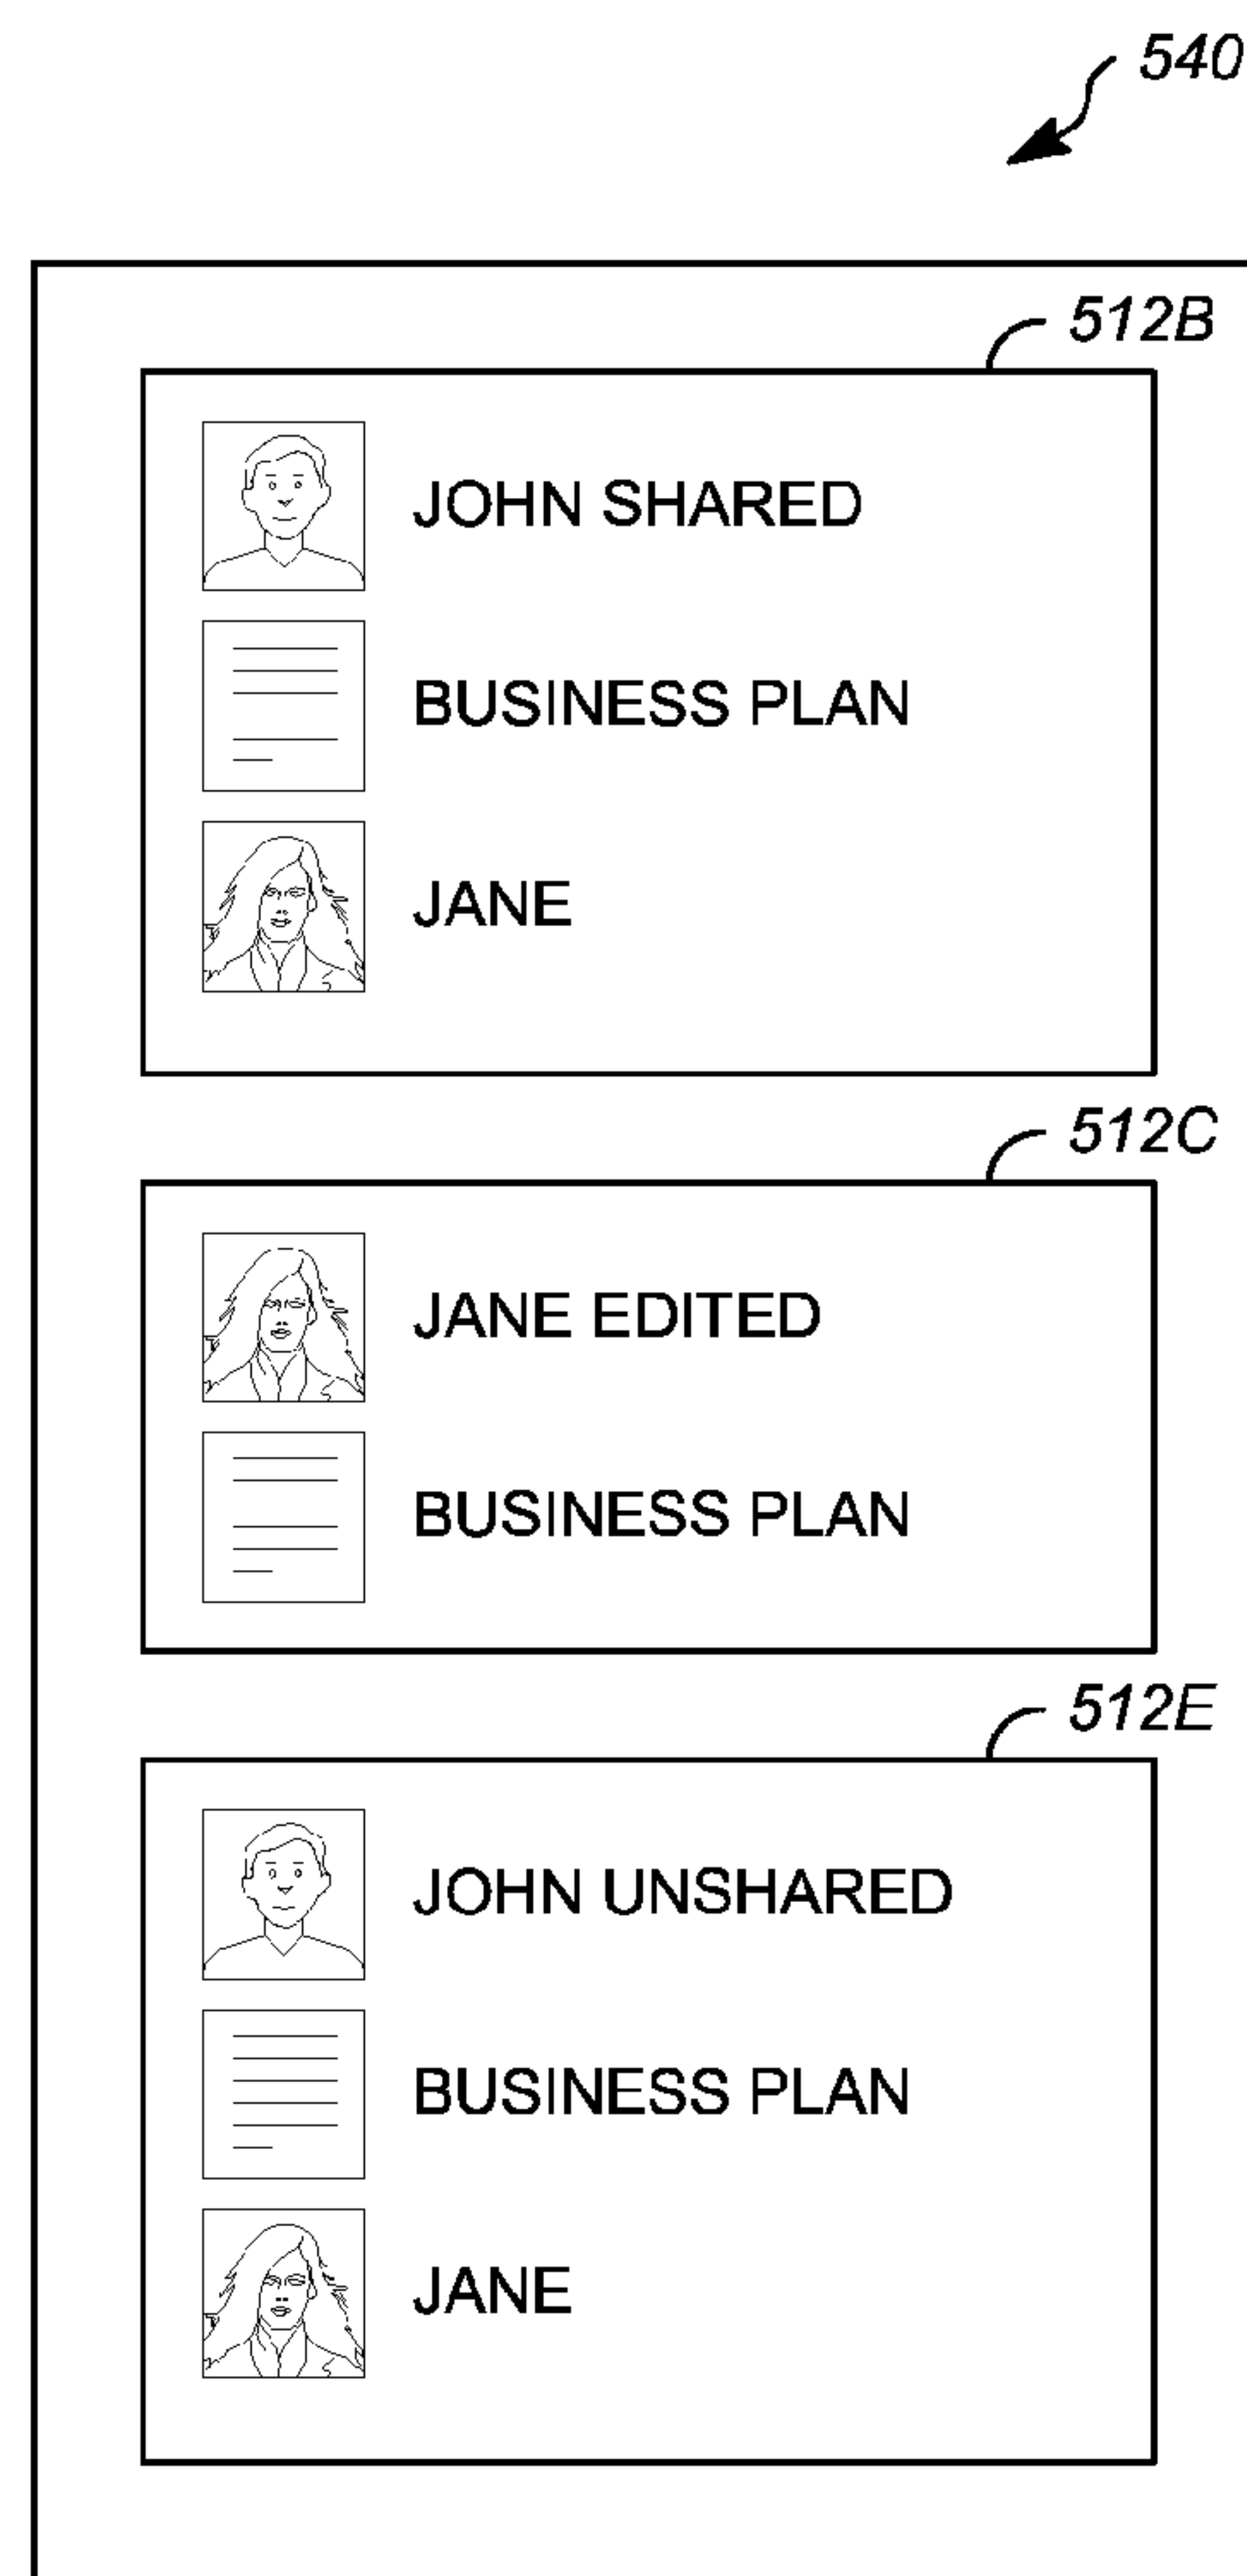 540
512B
JOHN SHARED
BUSINESS PLAN
JANE
512C
JANE EDITED
BUSINESS PLAN
512E
JOHN UNSHARED
BUSINESS PLAN
JANE